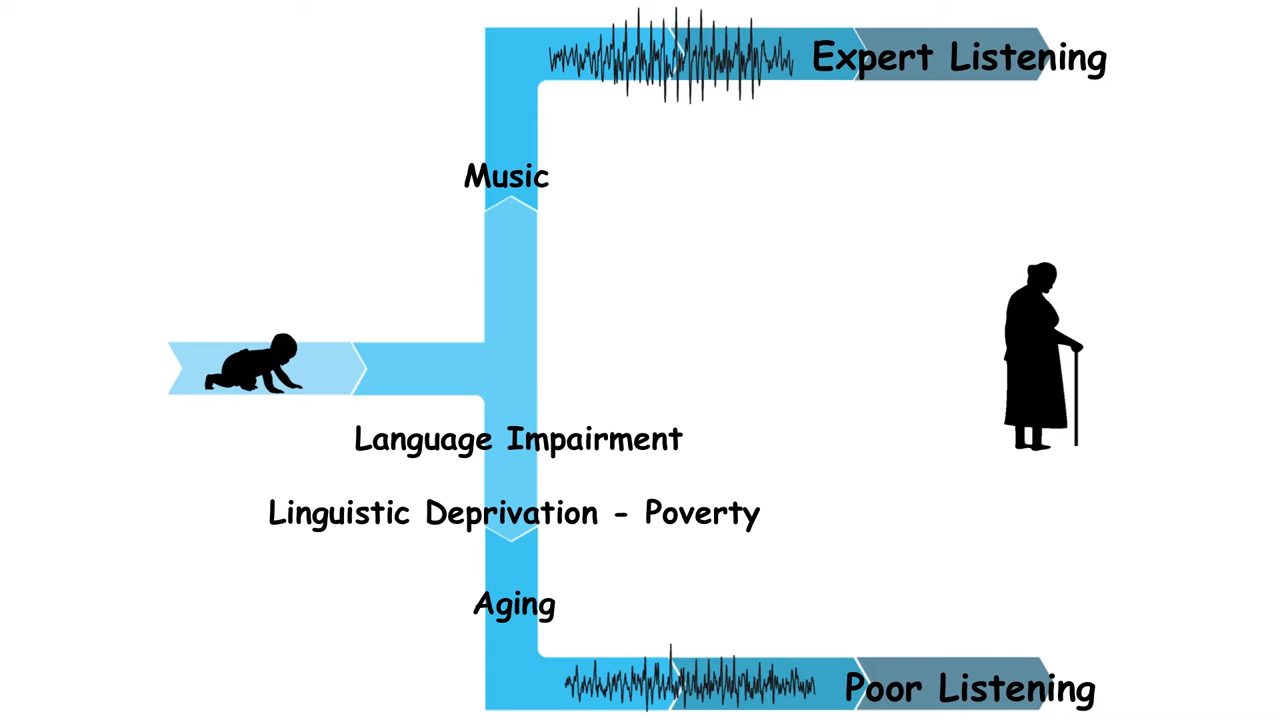 Expert Listening
Music
Language Impairment
Linguistic Deprivation - Poverty
Aging
Poor Listening